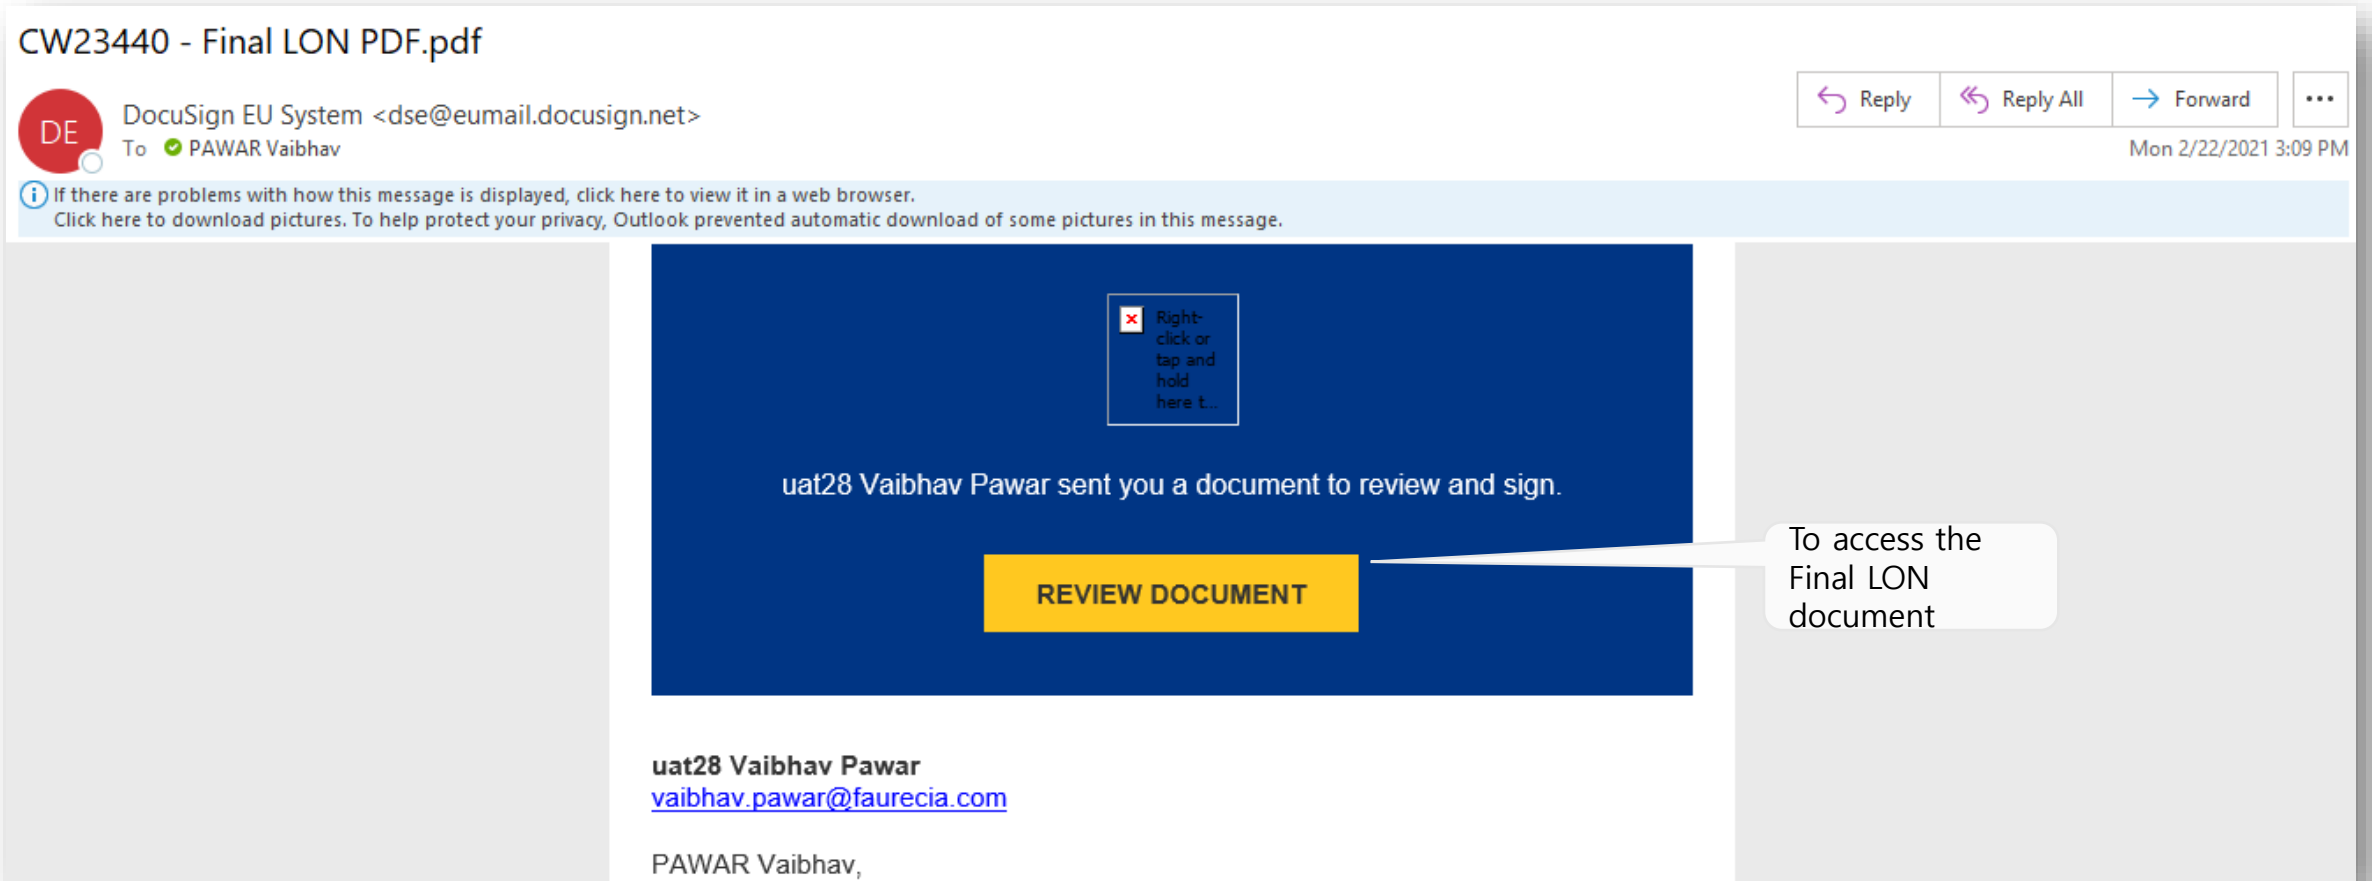 CW23440 - Final LON PDF.pdf
DE
DocuSign EU System <dse@eumail.docusign.net>
To PAWAR Vaibhav
Reply Reply All Forward ...
Mon 2/22/2021 3:09 PM
If there are problems with how this message is displayed, click here to view it in a web browser.
Click here to download pictures. To help protect your privacy, Outlook prevented automatic download of some pictures in this message.
Right-
click or
tap and
hold
here t...
uat28 Vaibhav Pawar sent you a document to review and sign.
REVIEW DOCUMENT
To access the
Final LON
document
uat28 Vaibhav Pawar
vaibhav.pawar@faurecia.com
PAWAR Vaibhav,